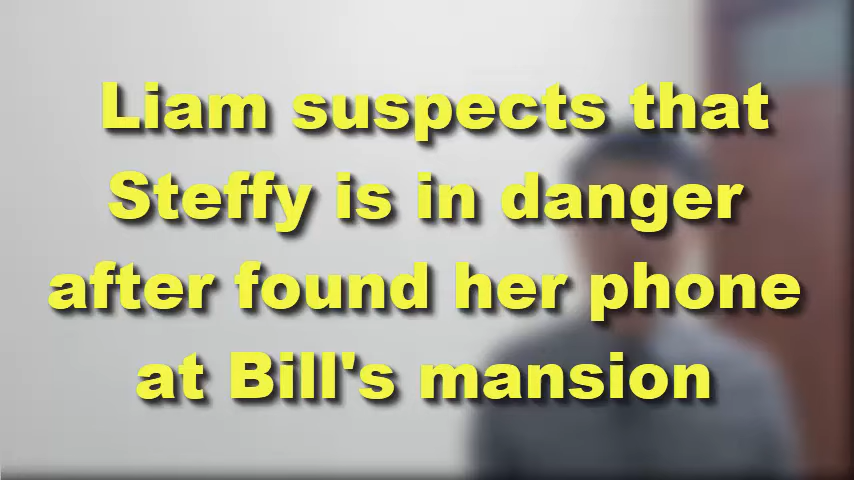 Liam suspects that
Steffy is in danger
after found her phone
at Bill's mansion